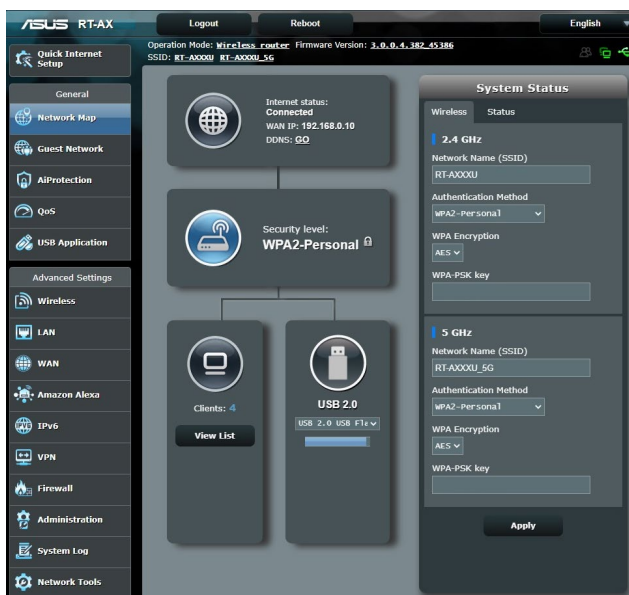 ASUS RT-AX
Logout
Reboot
English
Quick Internet
Setup
Operation Mode: Wireless router Firmware Version: 3.0.0.4.382_45386
SSID: RT-AXXXU RT-AXXXU_5G
General
Network Map
Guest Network
AiProtection
QoS
USB Application
Advanced Settings
Wireless
LAN
WAN
Amazon Alexa
IPv6
VPN
Firewall
Administration
System Log
Network Tools
Internet status:
Connected
WAN IP: 192.168.0.10
DDNS: GO
Security level:
WPA2-Personal
Clients: 4
View List
USB 2.0
USB 2.0 USB Fla
System Status
Wireless
Status
2.4 GHz
Network Name (SSID)
RT-AXXXU
Authentication Method
WPA2-Personal
WPA Encryption
AES
WPA-PSK key
5 GHz
Network Name (SSID)
RT-AXXXU_5G
Authentication Method
WPA2-Personal
WPA Encryption
AES
WPA-PSK key
Apply